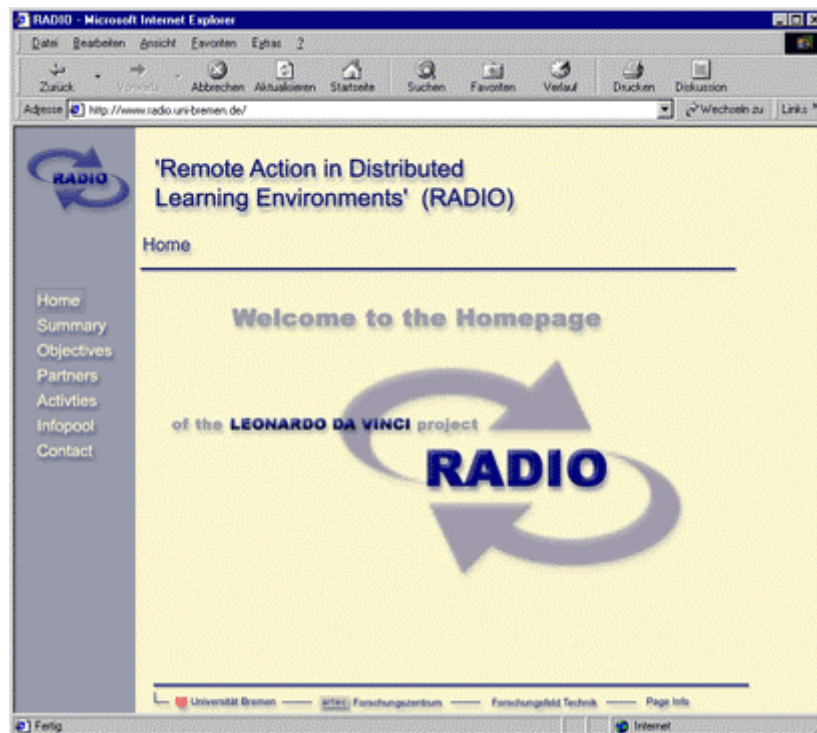 RADIO - Microsoft Internet Explorer
Datei Bearbeiten Ansicht Favoriten Extras ?
Zurück Vorwärts Abbrechen Aktualisieren Startseite Suchen Favoriten Verlauf Drucken Diskussion
Adresse http://www.radio.uni-bremen.de/ Wechseln zu Links »
RADIO
'Remote Action in Distributed
Learning Environments' (RADIO)
Home
Home
Summary
Objectives
Partners
Activties
Infopool
Contact
Welcome to the Homepage
of the LEONARDO DA VINCI project
RADIO
Universität Bremen artec Forschungszentrum Forschungsfeld Technik Page Info
Fertig Internet